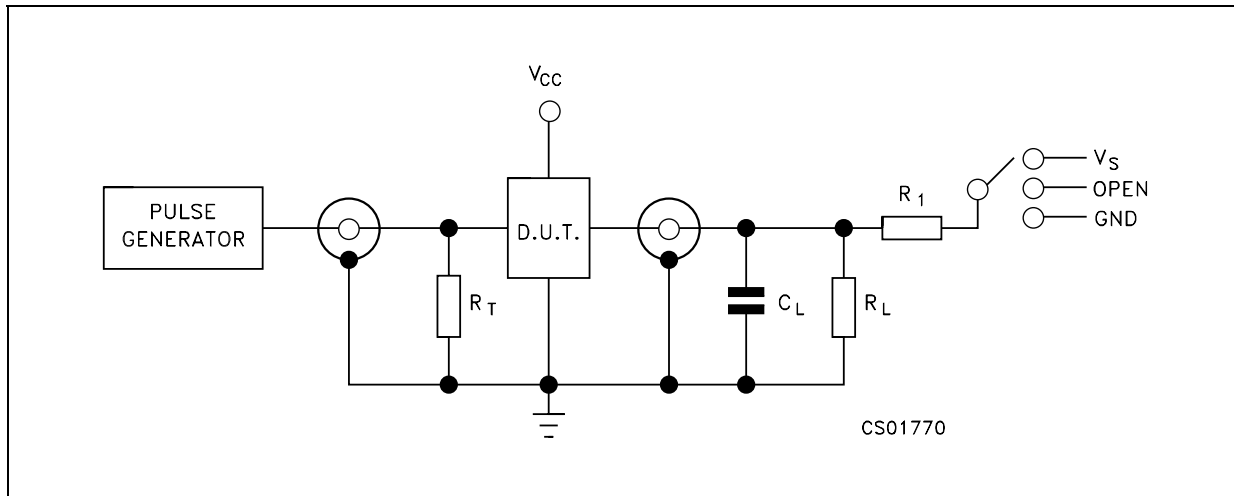 VCC
PULSE
GENERATOR
D.U.T.
RT
CL
RL
R1
VS
OPEN
GND
CS01770